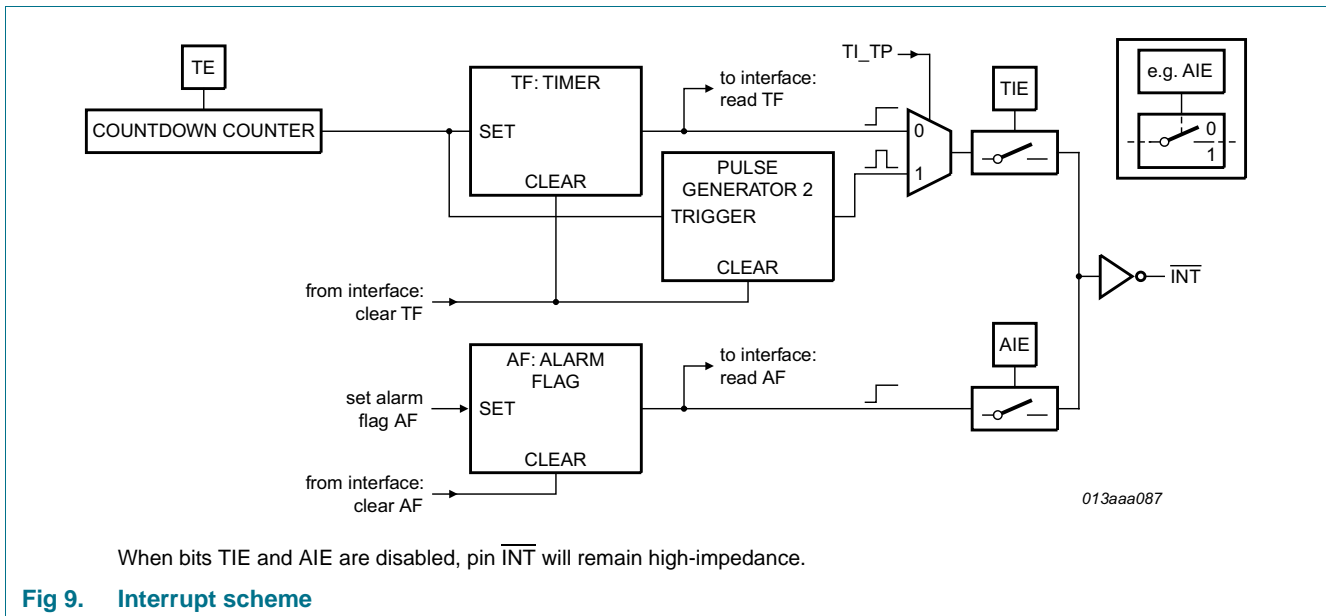 TE
COUNTDOWN COUNTER
TF: TIMER
SET
CLEAR
to interface:
read TF
PULSE
GENERATOR 2
TRIGGER
CLEAR
from interface:
clear TF
TI_TP
0
1
TIE
e.g. AIE
0
1
INT
AF: ALARM
FLAG
SET
CLEAR
set alarm
flag AF
from interface:
clear AF
to interface:
read AF
AIE
013aaa087
When bits TIE and AIE are disabled, pin INT will remain high-impedance.
Fig 9. Interrupt scheme